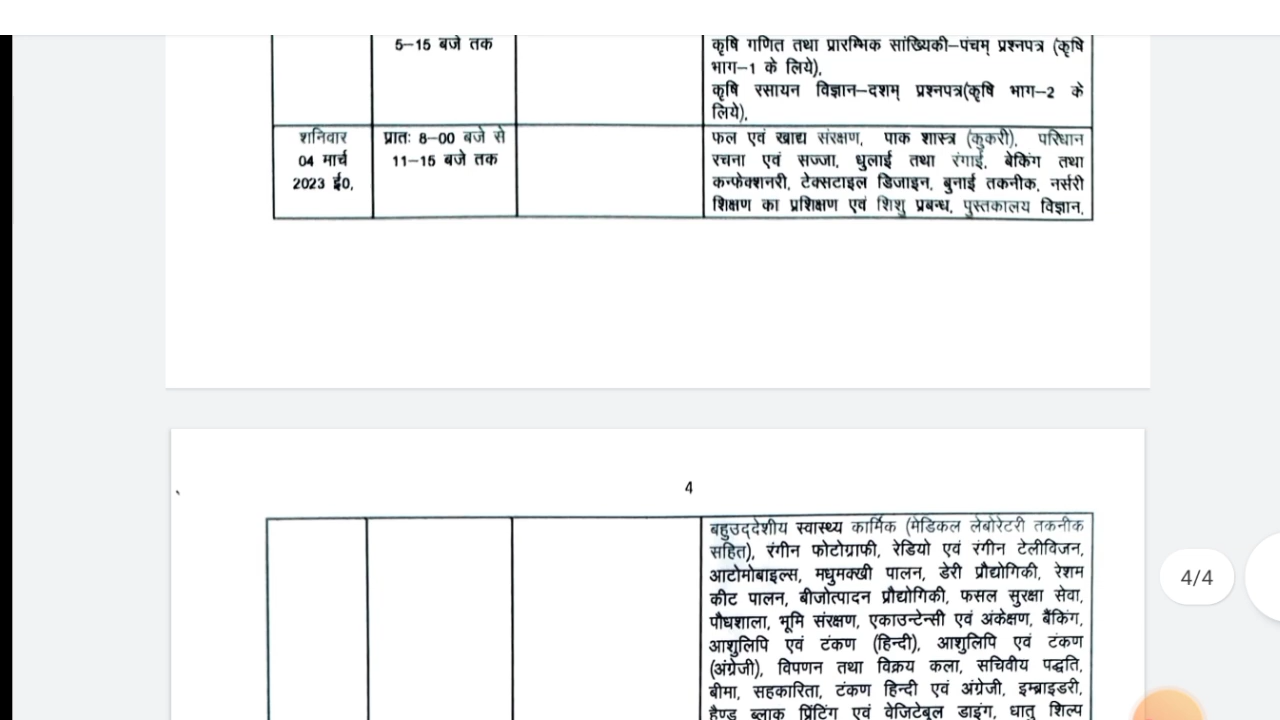 5–15 बजे तक
कृषि गणित तथा प्रारम्भिक सांख्यिकी–पंचम् प्रश्नपत्र (कृषि
भाग–1 के लिये),
कृषि रसायन विज्ञान–दशम् प्रश्नपत्र(कृषि भाग–2 के
लिये),
शनिवार
04 मार्च
2023 ई0,
प्रातः 8–00 बजे से
11–15 बजे तक
फल एवं खाद्य संरक्षण, पाक शास्त्र (कुकरी), परिधान
रचना एवं सज्जा, धुलाई तथा रंगाई, बेकिंग तथा
कन्फेक्शनरी, टेक्सटाइल डिजाइन, बुनाई तकनीक, नर्सरी
शिक्षण का प्रशिक्षण एवं शिशु प्रबन्ध, पुस्तकालय विज्ञान,
4
बहुउद्देशीय स्वास्थ्य कार्मिक (मेडिकल लेबोरेटरी तकनीक
सहित), रंगीन फोटोग्राफी, रेडियो एवं रंगीन टेलीविजन,
आटोमोबाइल्स, मधुमक्खी पालन, डेरी प्रौद्योगिकी, रेशम
कीट पालन, बीजोत्पादन प्रौद्योगिकी, फसल सुरक्षा सेवा,
पौधशाला, भूमि संरक्षण, एकाउन्टेन्सी एवं अंकेक्षण, बैंकिंग,
आशुलिपि एवं टंकण (हिन्दी), आशुलिपि एवं टंकण
(अंग्रेजी), विपणन तथा विक्रय कला, सचिवीय पद्धति,
बीमा, सहकारिता, टंकण हिन्दी एवं अंग्रेजी, इम्ब्राइडरी,
हैण्ड ब्लाक प्रिंटिंग एवं वेजिटेबुल डाइंग, धातु शिल्प
4/4